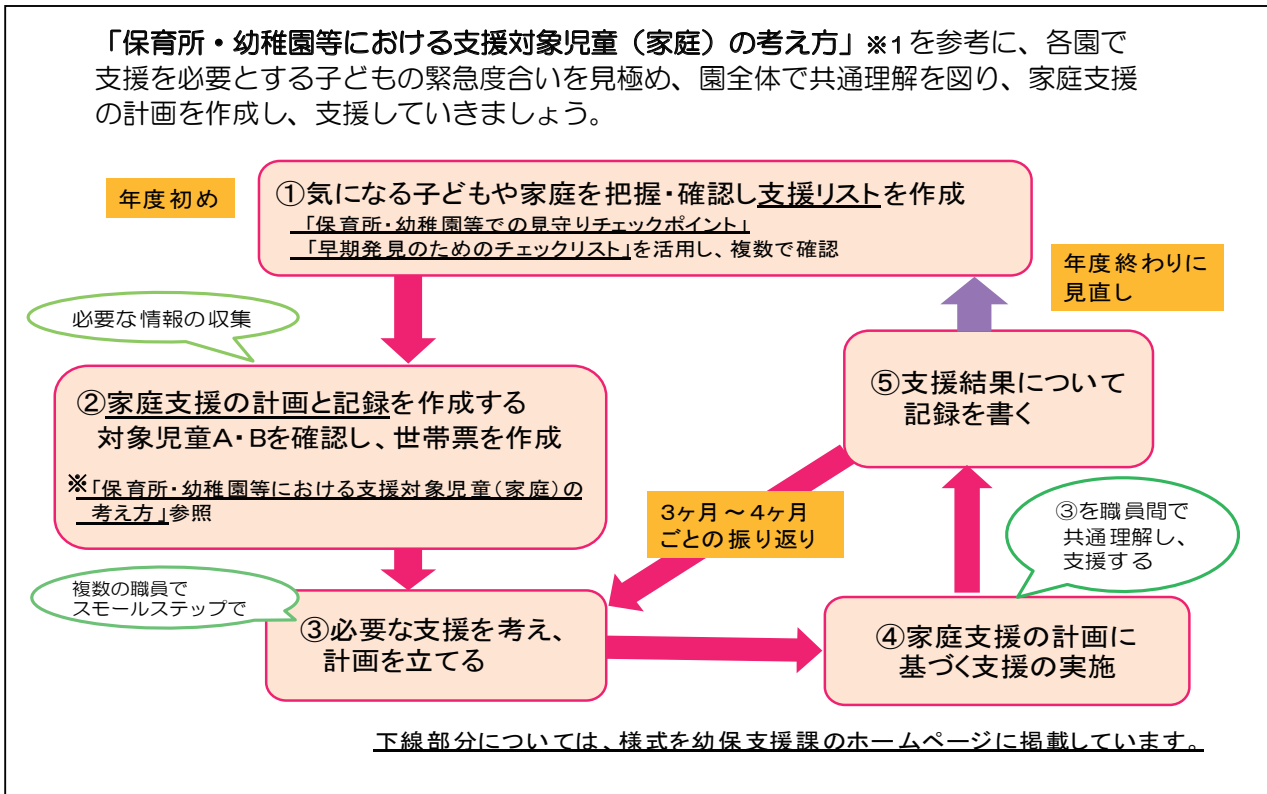 「保育所・幼稚園等における支援対象児童（家庭）の考え方」※1を参考に、各園で
支援を必要とする子どもの緊急度合いを見極め、園全体で共通理解を図り、家庭支援
の計画を作成し、支援していきましょう。
年度初め
①気になる子どもや家庭を把握・確認し支援リストを作成
「保育所・幼稚園等での見守りチェックポイント」
「早期発見のためのチェックリスト」を活用し、複数で確認
年度終わりに
見直し
必要な情報の収集
②家庭支援の計画と記録を作成する
対象児童A・Bを確認し、世帯票を作成
※「保育所・幼稚園等における支援対象児童（家庭）の
考え方」参照
⑤支援結果について
記録を書く
3ヶ月～4ヶ月
ごとの振り返り
③を職員間で
共通理解し、
支援する
複数の職員で
スモールステップで
③必要な支援を考え、
計画を立てる
④家庭支援の計画に
基づく支援の実施
下線部分については、様式を幼保支援課のホームページに掲載しています。